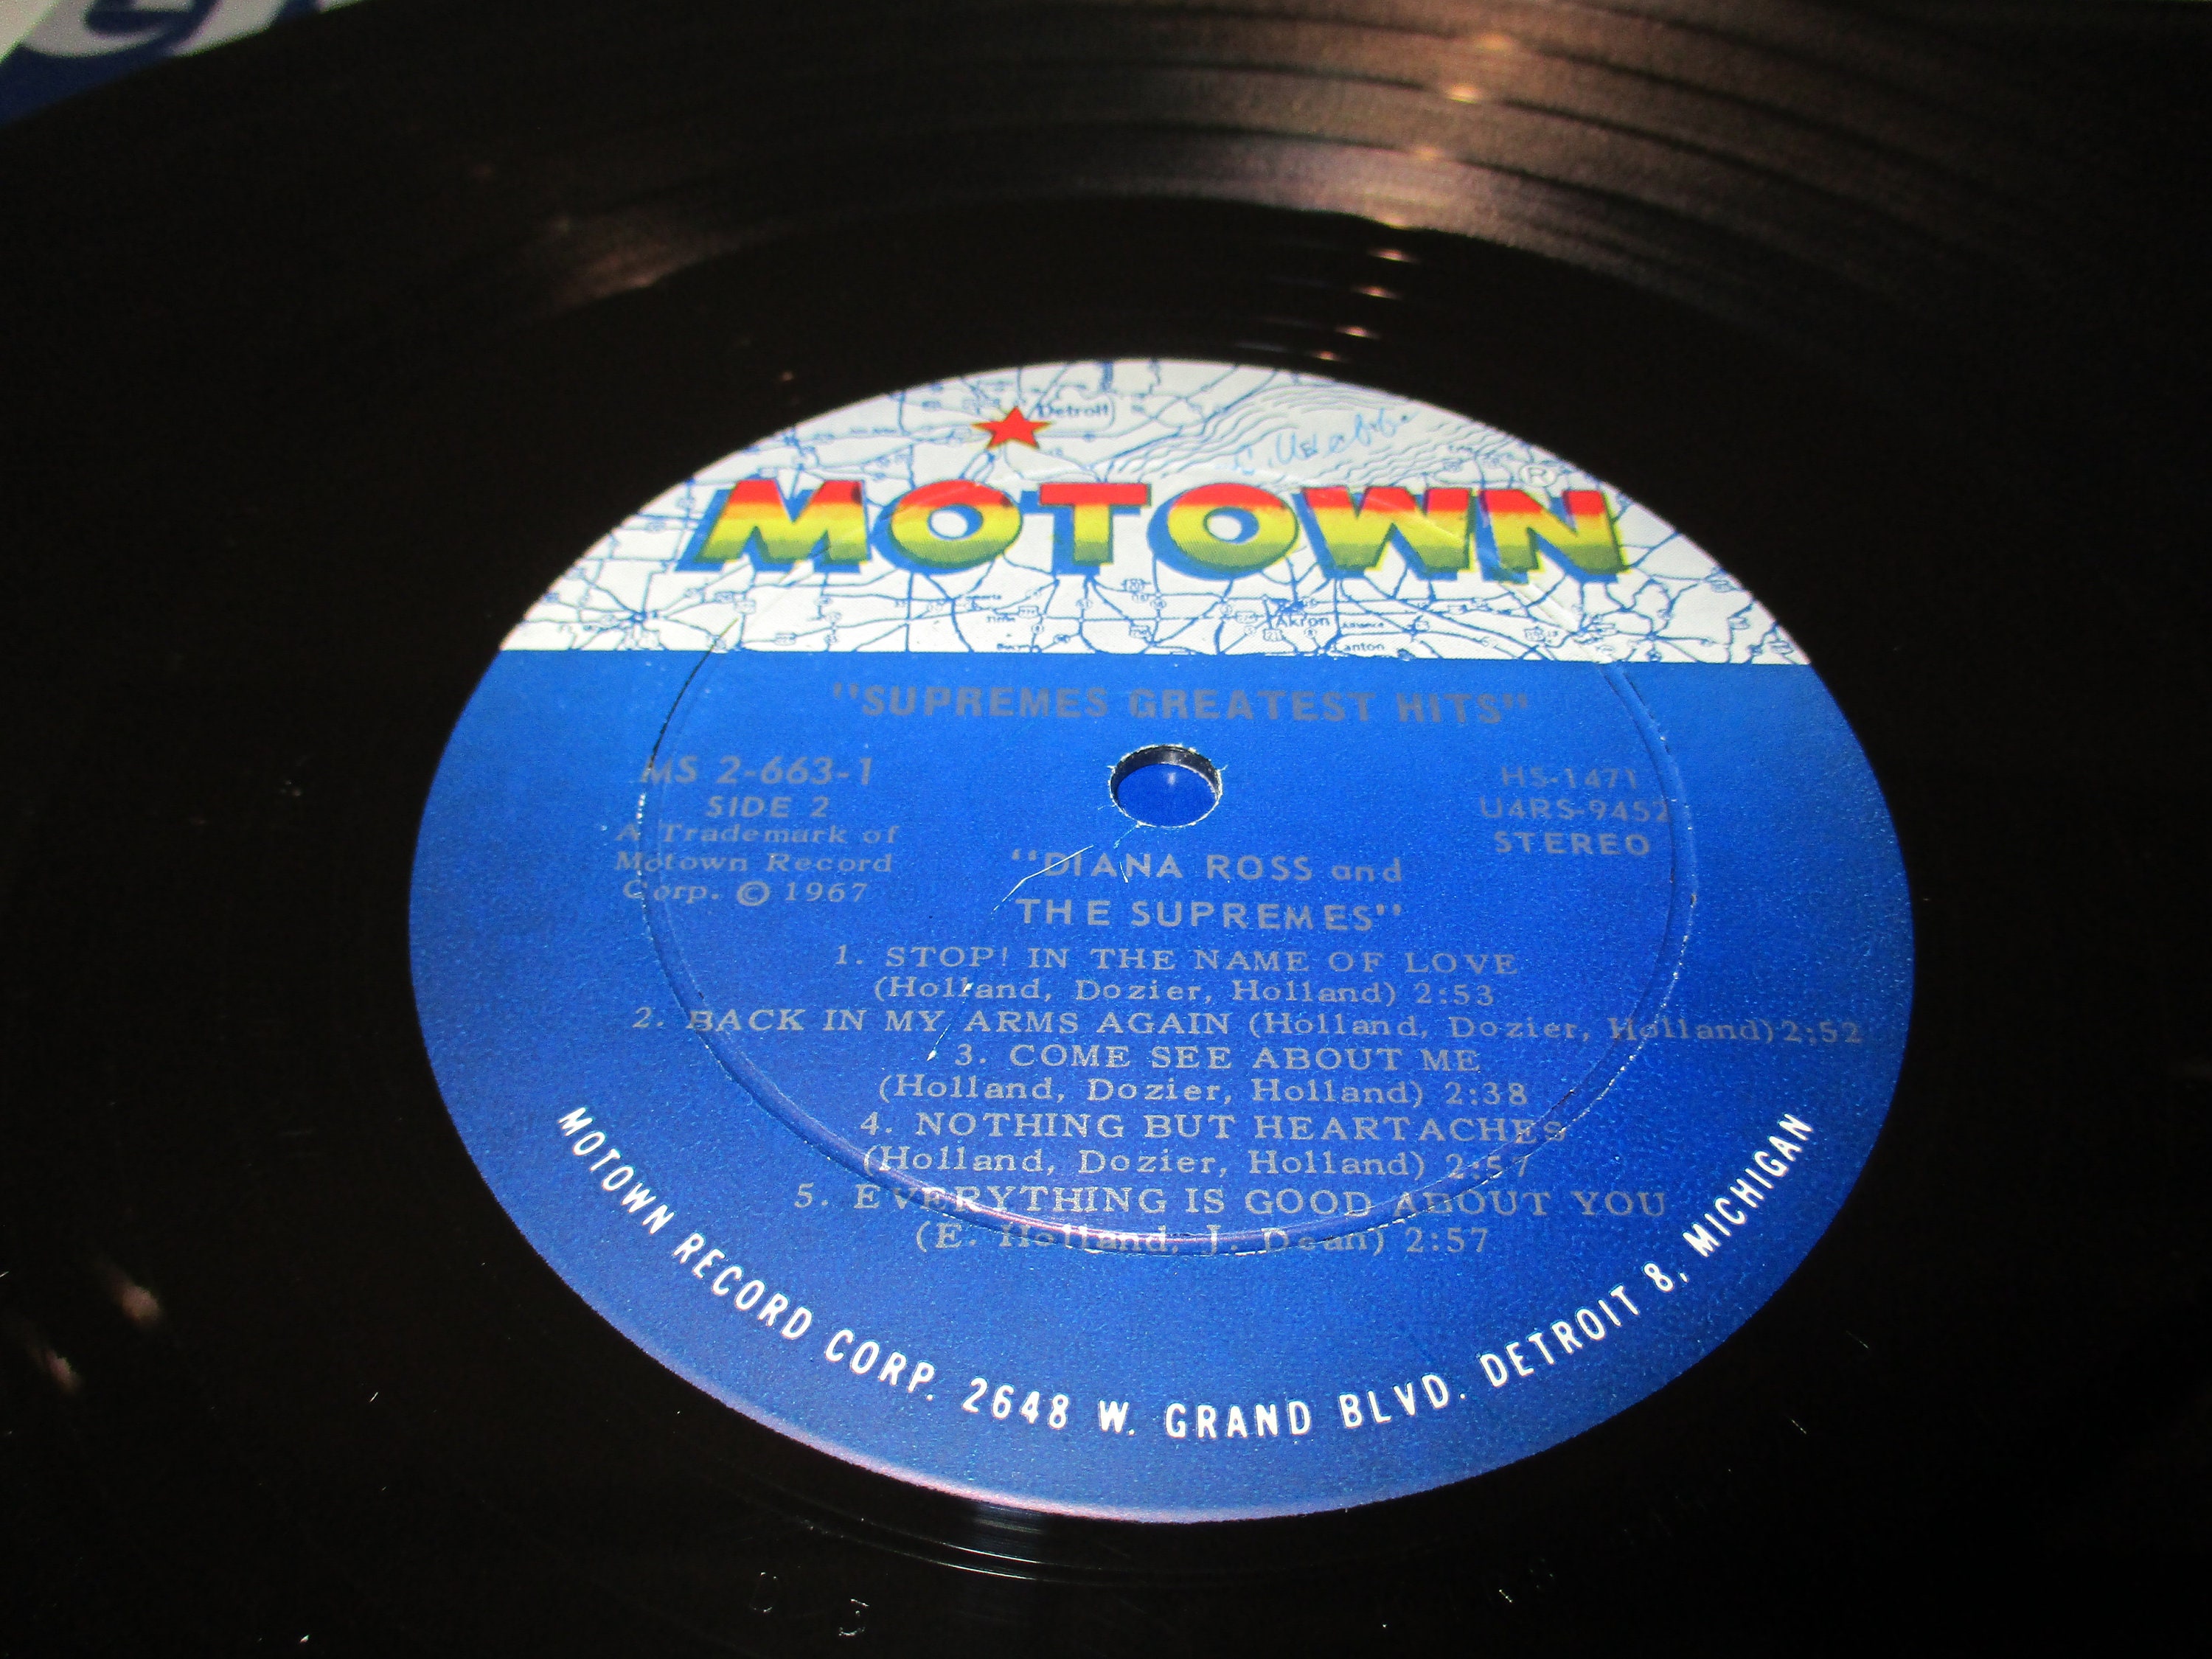 Detroit
MOTOWN®
Akron
"SUPREMES GREATEST HITS"
MS 2-663-1
SIDE 2
A Trademark of
Motown Record
Corp. © 1967
HS-1471
U4RS-9452
STEREO
"DIANA ROSS and
THE SUPREMES"
1. STOP! IN THE NAME OF LOVE
(Holland, Dozier, Holland) 2:53
2. BACK IN MY ARMS AGAIN (Holland, Dozier, Holland) 2:52
3. COME SEE ABOUT ME
(Holland, Dozier, Holland) 2:38
4. NOTHING BUT HEARTACHES
(Holland, Dozier, Holland) 2:57
5. EVERYTHING IS GOOD ABOUT YOU
(E. Holland, J. Dean) 2:57
MOTOWN RECORD CORP. 2648 W. GRAND BLVD. DETROIT 8, MICHIGAN